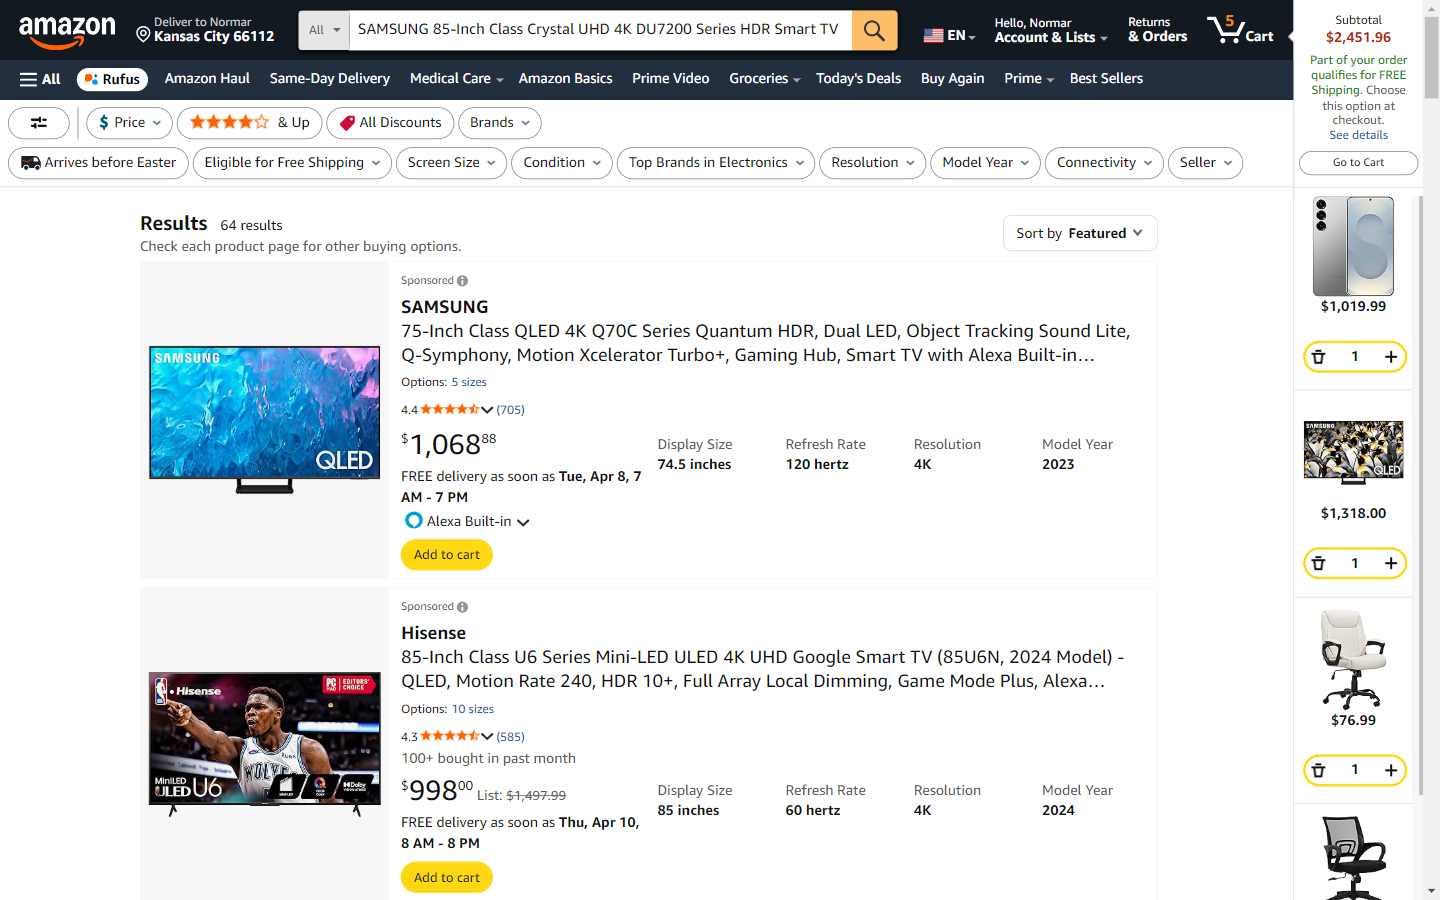 amazon
Deliver to Normar
Kansas City 66112
All
SAMSUNG 85-Inch Class Crystal UHD 4K DU7200 Series HDR Smart TV
EN
Hello, Normar
Account & Lists
Returns
& Orders
5
Cart
All
Rufus
Amazon Haul
Same-Day Delivery
Medical Care
Amazon Basics
Prime Video
Groceries
Today's Deals
Buy Again
Prime
Best Sellers
$ Price
& Up
All Discounts
Brands
Arrives before Easter
Eligible for Free Shipping
Screen Size
Condition
Top Brands in Electronics
Resolution
Model Year
Connectivity
Seller
Results 64 results
Check each product page for other buying options.
Sort by Featured
SAMSUNG
QLED
Sponsored
SAMSUNG
75-Inch Class QLED 4K Q70C Series Quantum HDR, Dual LED, Object Tracking Sound Lite,
Q-Symphony, Motion Xcelerator Turbo+, Gaming Hub, Smart TV with Alexa Built-in…
Options: 5 sizes
4.4 (705)
$1,068 88
FREE delivery as soon as Tue, Apr 8, 7
AM - 7 PM
Alexa Built-in
Add to cart
Display Size
74.5 inches
Refresh Rate
120 hertz
Resolution
4K
Model Year
2023
Hisense
PC MAG EDITORS' CHOICE
WOLVES
MiniLED
ULED U6
Sponsored
Hisense
85-Inch Class U6 Series Mini-LED ULED 4K UHD Google Smart TV (85U6N, 2024 Model) -
QLED, Motion Rate 240, HDR 10+, Full Array Local Dimming, Game Mode Plus, Alexa…
Options: 10 sizes
4.3 (585)
100+ bought in past month
$998 00 List: $1,497.99
FREE delivery as soon as Thu, Apr 10,
8 AM - 8 PM
Add to cart
Display Size
85 inches
Refresh Rate
60 hertz
Resolution
4K
Model Year
2024
Subtotal
$2,451.96
Part of your order
qualifies for FREE
Shipping. Choose
this option at
checkout.
See details
Go to Cart
$1,019.99
1
SAMSUNG
QLED
$1,318.00
1
$76.99
1